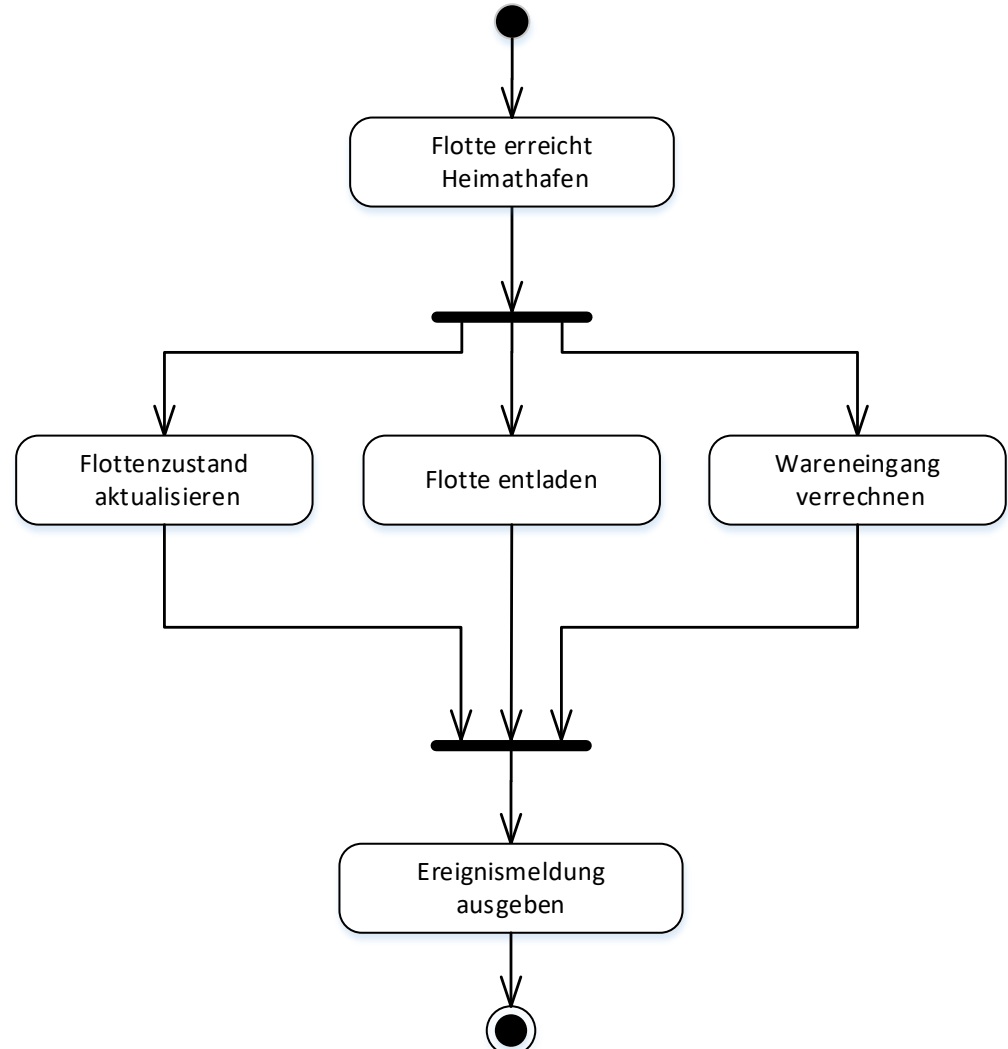 Flotte erreicht
Heimathafen
Flottenzustand
aktualisieren
Flotte entladen
Wareneingang
verrechnen
Ereignismeldung
ausgeben